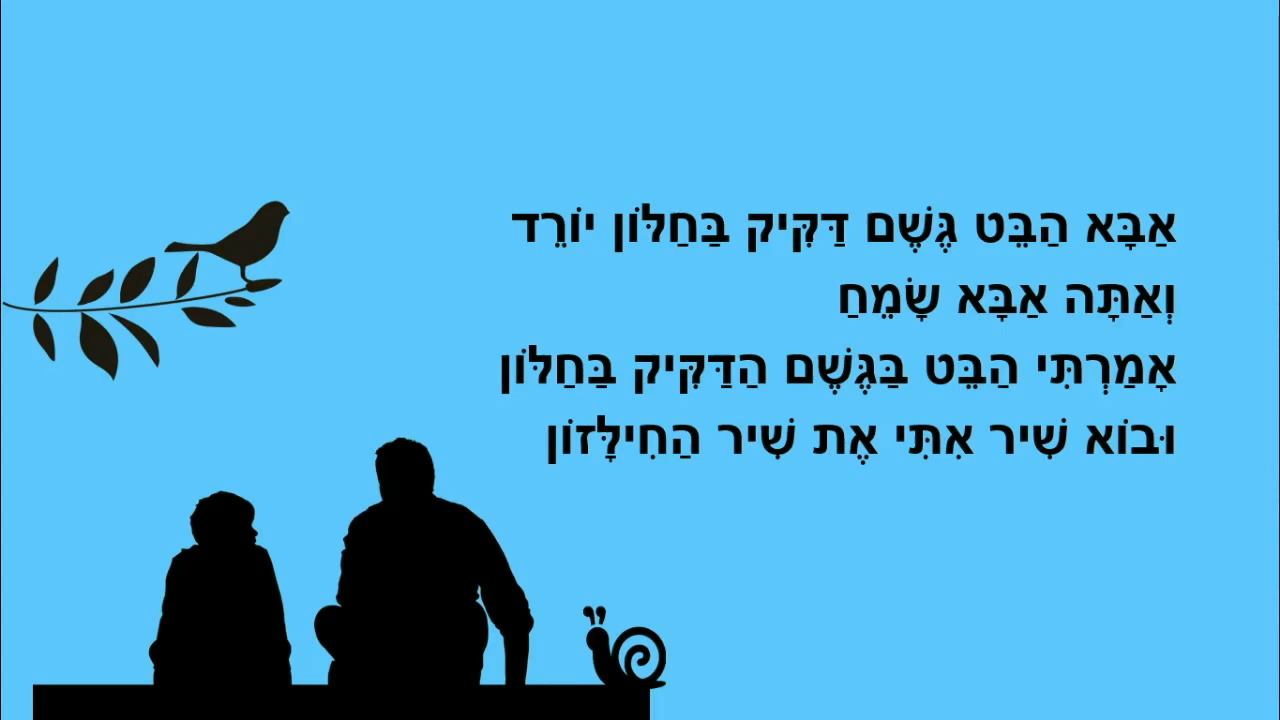 אַבָּא הַבֵּט גֶּשֶׁם דַּקִּיק בַּחַלּוֹן יוֹרֵד
וְאַתָּה אַבָּא שָׂמֵחַ
אָמַרְתִּי הַבֵּט בַּגֶּשֶׁם הַדַּקִּיק בַּחַלּוֹן
וּבוֹא שִׁיר אִתִּי אֶת שִׁיר הַחִילָּזוֹן